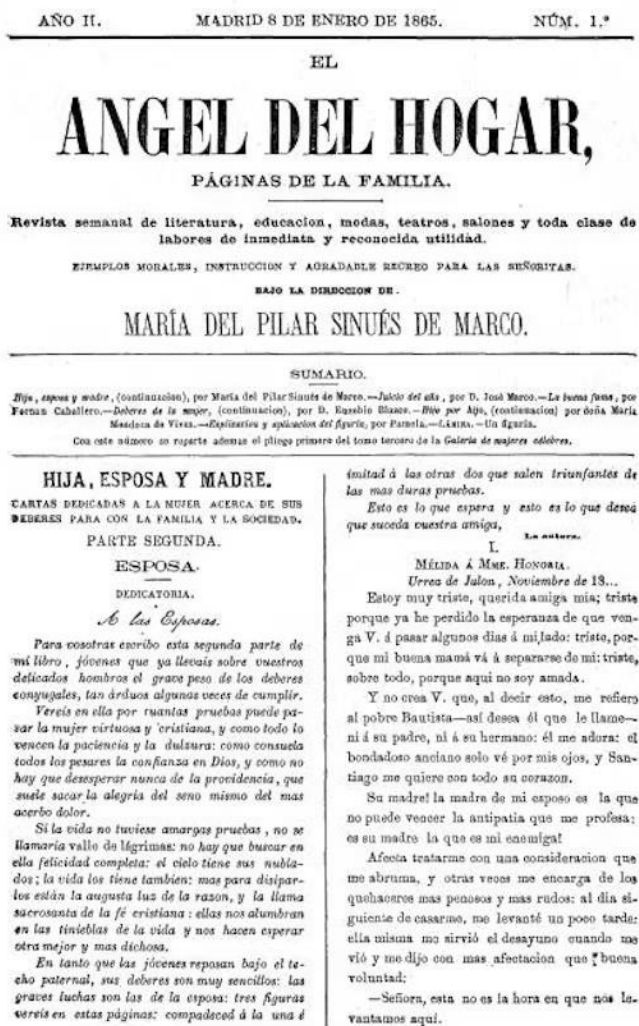 AÑO II. MADRID 8 DE ENERO DE 1865. NÚM. 1.º
EL
ANGEL DEL HOGAR,
PÁGINAS DE LA FAMILIA.
Revista semanal de literatura, educacion, modas, teatros, salones y toda clase de
labores de inmediata y reconocida utilidad.
EJEMPLOS MORALES, INSTRUCCION Y AGRADABLE RECREO PARA LAS SEÑORITAS.
BAJO LA DIRECCION DE.
MARÍA DEL PILAR SINUÉS DE MARCO.
SUMARIO.
Hija, esposa y madre, (continuacion), por María del Pilar Sinués de Marco.—Juicio del año, por D. José Marco.—La buena fama, por
Fernan Caballero.—Deberes de la mujer, (continuacion), por D. Eusebio Blasco.—Hijo por hijo, (continuacion) por doña María
Mendoza de Vives.—Explicacion y aplicacion del figurin, por Pamela.—LÁMINA.—Un figurin.
Con este número se reparte ademas el pliego primero del tomo tercero de la Galería de mujeres célebres.
HIJA, ESPOSA Y MADRE.
CARTAS DEDICADAS A LA MUJER ACERCA DE SUS
DEBERES PARA CON LA FAMILIA Y LA SOCIEDAD.
PARTE SEGUNDA.
ESPOSA.
DEDICATORIA.
A las Esposas.
Para vosotras escribo esta segunda parte de
mi libro, jóvenes que ya llevais sobre vuestros
delicados hombros el grave peso de los deberes
conyugales, tan árduos algunas veces de cumplir.
Vereis en ella por cuantas pruebas puede pa-
sar la mujer virtuosa y cristiana, y como todo lo
vencen la paciencia y la dulzura: como consuela
todos los pesares la confianza en Dios, y como no
hay que desesperar nunca de la providencia, que
suele sacar la alegría del seno mismo del mas
acerbo dolor.
Si la vida no tuviese amargas pruebas, no se
llamaría valle de lágrimas: no hay que buscar en
ella felicidad completa: el cielo tiene sus nubla-
dos; la vida los tiene tambien: mas para disipar-
los están la augusta luz de la razon, y la llama
sacrosanta de la fé cristiana: ellas nos alumbran
en las tinieblas de la vida y nos hacen esperar
otra mejor y mas dichosa.
En tanto que las jóvenes reposan bajo el te-
cho paternal, sus deberes son muy sencillos: las
graves luchas son las de la esposa: tres figuras
vereis en estas páginas: compadeced á la una é
imitad á las otras dos que salen triunfantes de
las mas duras pruebas.
Esto es lo que espera y esto es lo que desea
que suceda vuestra amiga,
La autora.
I.
MÉLIDA Á MME. HONORIA.
Urrea de Jalon, Noviembre de 18...
Estoy muy triste, querida amiga mia; triste
porque ya he perdido la esperanza de que ven-
ga V. á pasar algunos dias á mi lado: triste, por-
que mi buena mamá vá á separarse de mi: triste,
sobre todo, porque aqui no soy amada.
Y no crea V. que, al decir esto, me refiero
al pobre Bautista—así desea él que le llame—
ni á su padre, ni á su hermano: él me adora: el
bondadoso anciano solo vé por mis ojos, y San-
tiago me quiere con todo su corazon.
Su madre! la madre de mi esposo es la que
no puede vencer la antipatia que me profesa:
es su madre la que es mi enemiga!
Afecta tratarme con una consideracion que
me abruma, y otras veces me encarga de los
quehaceres mas penosos y mas rudos: al dia si-
guiente de casarme, me levanté un poco tarde:
ella misma me sirvió el desayuno cuando me
vió y me dijo con mas afectacion que buena
voluntad:
—Señora, esta no es la hora en que nos le-
vantamos aquí.